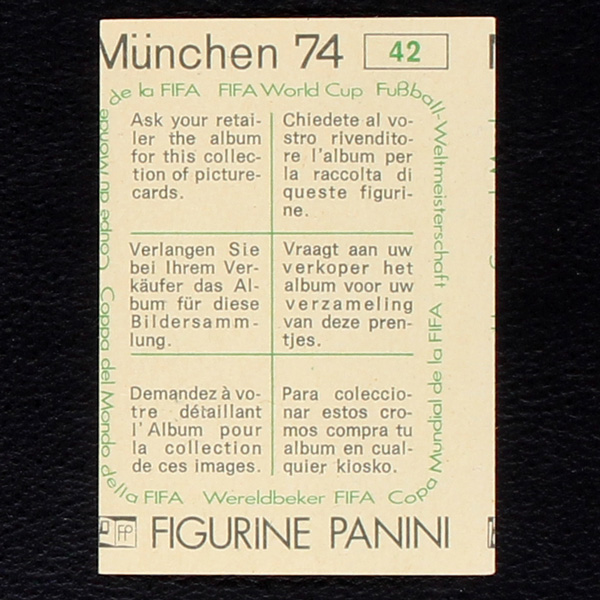 München 74 42
de la FIFA FIFA World Cup Fußball-Weltmeisterschaft
Coupe du Monde
Ask your retai-
ler the album
for this collec-
tion of picture-
cards.
Chiedete al vo-
stro rivendito-
re l'album per
la raccolta di
queste figuri-
ne.
Verlangen Sie
bei Ihrem Ver-
käufer das Al-
bum für diese
Bildersamm-
lung.
Vraagt aan uw
verkoper het
album voor uw
verzameling
van deze pren-
tjes.
Demandez à vo-
tre détaillant
l'Album pour
la collection
de ces images.
Para coleccio-
nar estos cro-
mos compra tu
album en cual-
quier kiosko.
Coppa del Mondo della FIFA Wereldbeker FIFA Copa Mundial de la FIFA
FP FIGURINE PANINI